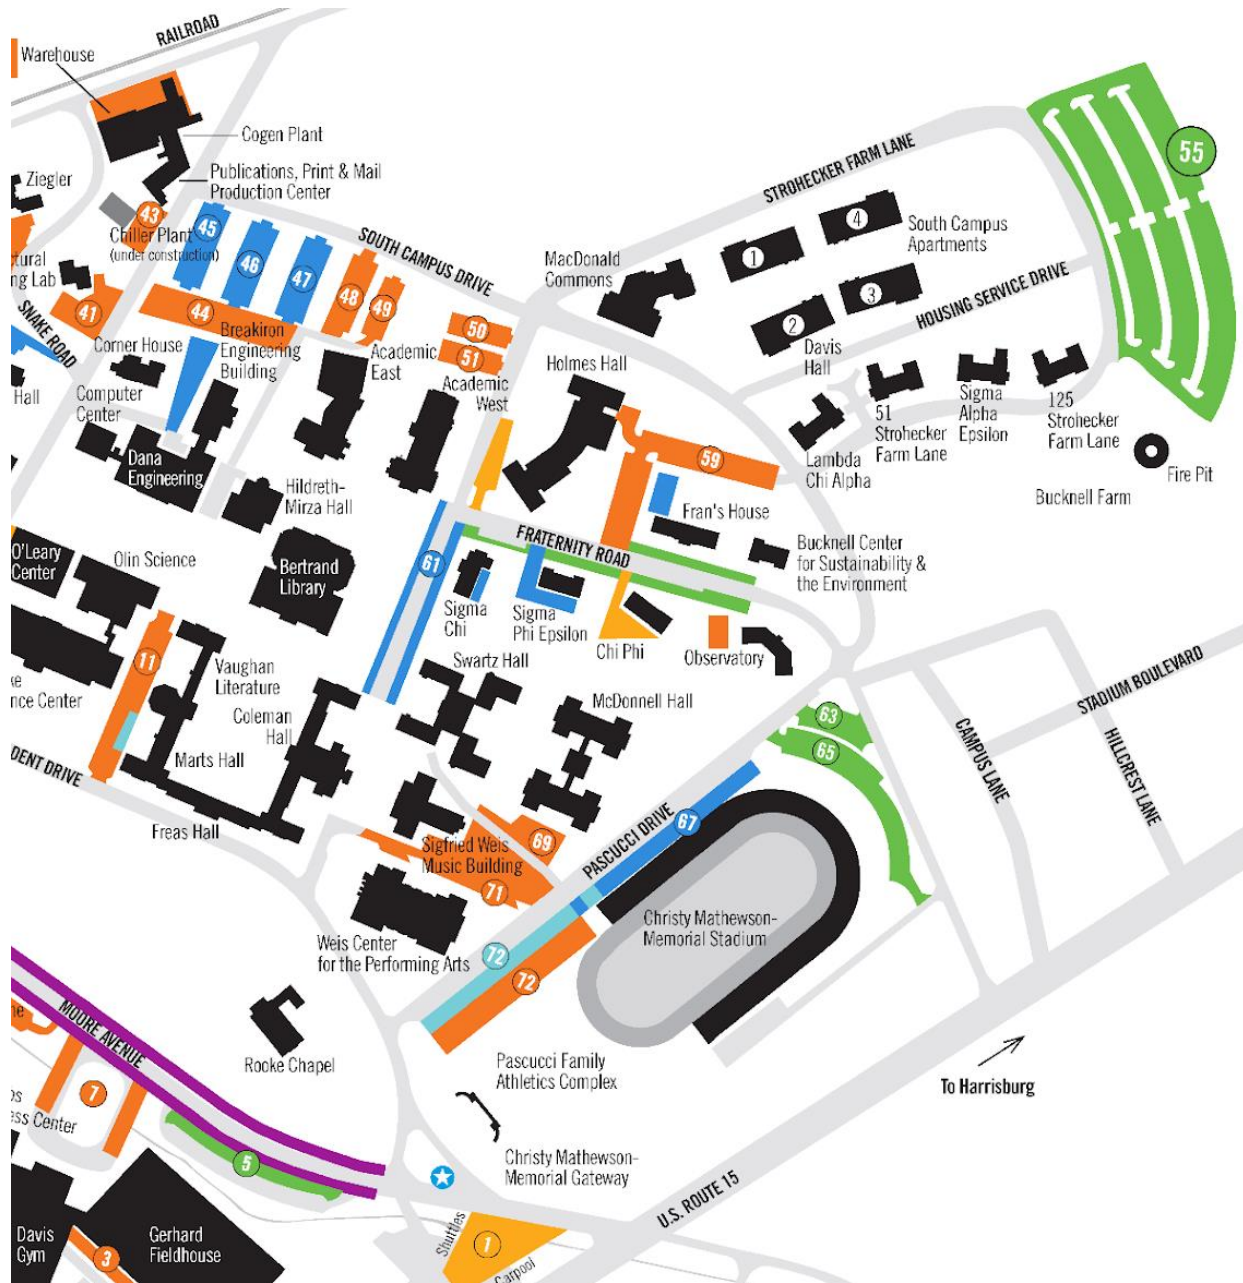 RAILROAD
Warehouse
Cogen Plant
Publications, Print & Mail
Production Center
Ziegler
43
Chiller Plant
(under construction)
45
46
47
48
49
50
51
44
41
ng Lab
SNAKE ROAD
SOUTH CAMPUS DRIVE
STROHECKER FARM LANE
55
MacDonald
Commons
1
4
2
3
South Campus
Apartments
HOUSING SERVICE DRIVE
Davis
Hall
Corner House
Breakiron
Engineering
Building
Academic
East
Academic
West
Holmes Hall
Hall
Computer
Center
Dana
Engineering
Hildreth-
Mirza Hall
59
Lambda
Chi Alpha
51
Strohecker
Farm Lane
Sigma
Alpha
Epsilon
125
Strohecker
Farm Lane
Fire Pit
Bucknell Farm
Fran's House
FRATERNITY ROAD
Bucknell Center
for Sustainability &
the Environment
O'Leary
Center
Olin Science
Bertrand
Library
61
Sigma
Chi
Sigma
Phi Epsilon
Chi Phi
Observatory
11
nce Center
Vaughan
Literature
Coleman
Hall
Swartz Hall
McDonnell Hall
STADIUM BOULEVARD
CAMPUS LANE
HILLCREST LANE
63
65
DENT DRIVE
Marts Hall
Freas Hall
67
PASCUCCI DRIVE
Sigfried Weis
Music Building
69
71
72
72
Christy Mathewson-
Memorial Stadium
Weis Center
for the Performing Arts
MOORE AVENUE
Rooke Chapel
Pascucci Family
Athletics Complex
To Harrisburg
7
ess Center
5
Christy Mathewson-
Memorial Gateway
U.S. ROUTE 15
Davis
Gym
3
Gerhard
Fieldhouse
Shuttles
1
Carpool